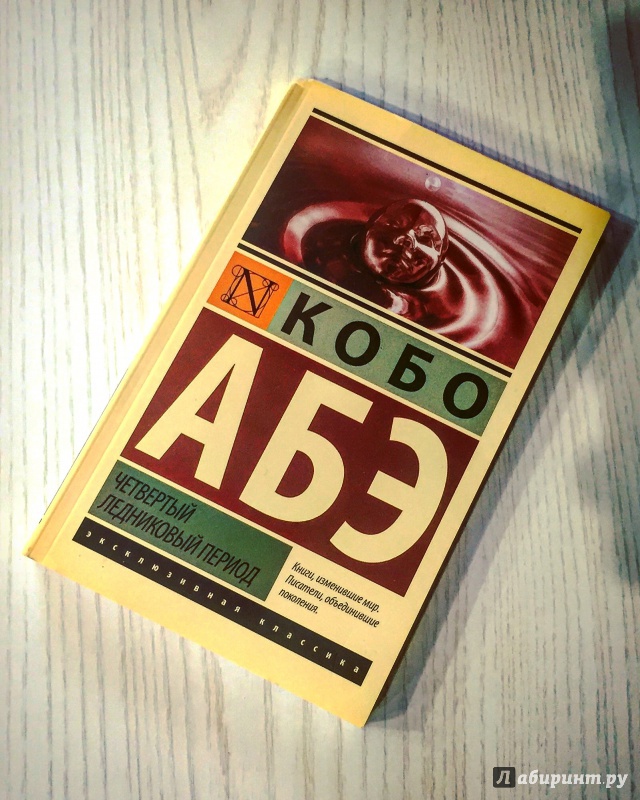 N
КОБО
АБЭ
ЧЕТВЕРТЫЙ
ЛЕДНИКОВЫЙ ПЕРИОД
Книги, изменившие мир.
Писатели, объединившие
поколения.
эксклюзивная классика
Лабиринт.ру